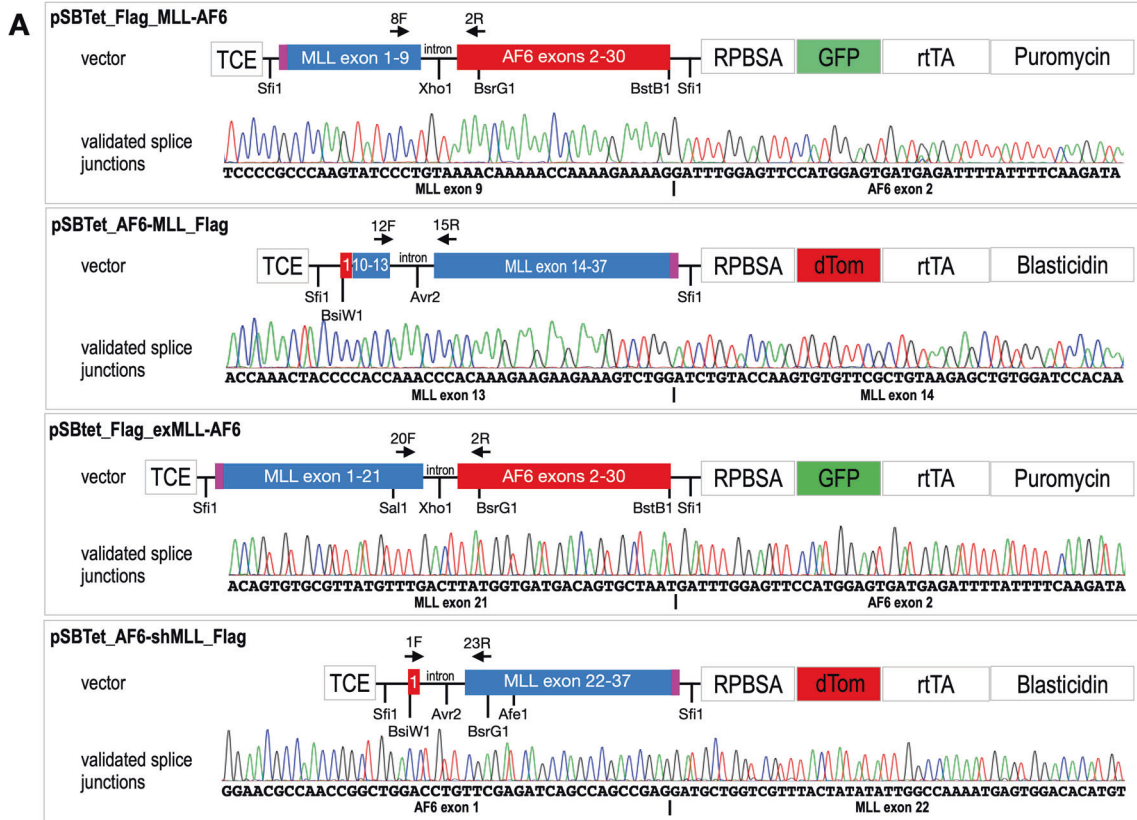 A
pSBTet_Flag_MLL-AF6
8F 2R
vector TCE MLL exon 1-9 intron AF6 exons 2-30 RPBSA GFP rtTA Puromycin
Sfi1 Xho1 BsrG1 BstB1 Sfi1
validated splice
junctions
TCCCCGCCCAAGTATCCCTGTAAAACAAAAACCAAAAGAAAAGGATTTGGAGTTCCATGGAGTGATGAGATTTTATTTTCAAGATA
MLL exon 9 | AF6 exon 2
pSBTet_AF6-MLL_Flag
12F 15R
vector TCE 1 10-13 intron MLL exon 14-37 RPBSA dTom rtTA Blasticidin
Sfi1 BsiW1 Avr2 Sfi1
validated splice
junctions
ACCAAACTACCCCACCAAACCCACAAAGAAGAAGAAAGTCTGGATCTGTACCAAGTGTGTTCGCTGTAAGAGCTGTGGATCCACAA
MLL exon 13 | MLL exon 14
pSBtet_Flag_exMLL-AF6
20F 2R
vector TCE MLL exon 1-21 intron AF6 exons 2-30 RPBSA GFP rtTA Puromycin
Sfi1 Sal1 Xho1 BsrG1 BstB1 Sfi1
validated splice
junctions
ACAGTGTGCGTTATGTTTGACTTATGGTGATGACAGTGCTAATGATTTGGAGTTCCATGGAGTGATGAGATTTTATTTTCAAGATA
MLL exon 21 | AF6 exon 2
pSBTet_AF6-shMLL_Flag
1F 23R
vector TCE 1 intron MLL exon 22-37 RPBSA dTom rtTA Blasticidin
Sfi1 BsiW1 Avr2 BsrG1 Afe1 Sfi1
validated splice
junctions
GGAACGCCAACCGGCTGGACCTGTTCGAGATCAGCCAGCCGAGGATGCTGGTCGTTTACTATATATTGGCCAAAATGAGTGGACACATGT
AF6 exon 1 | MLL exon 22